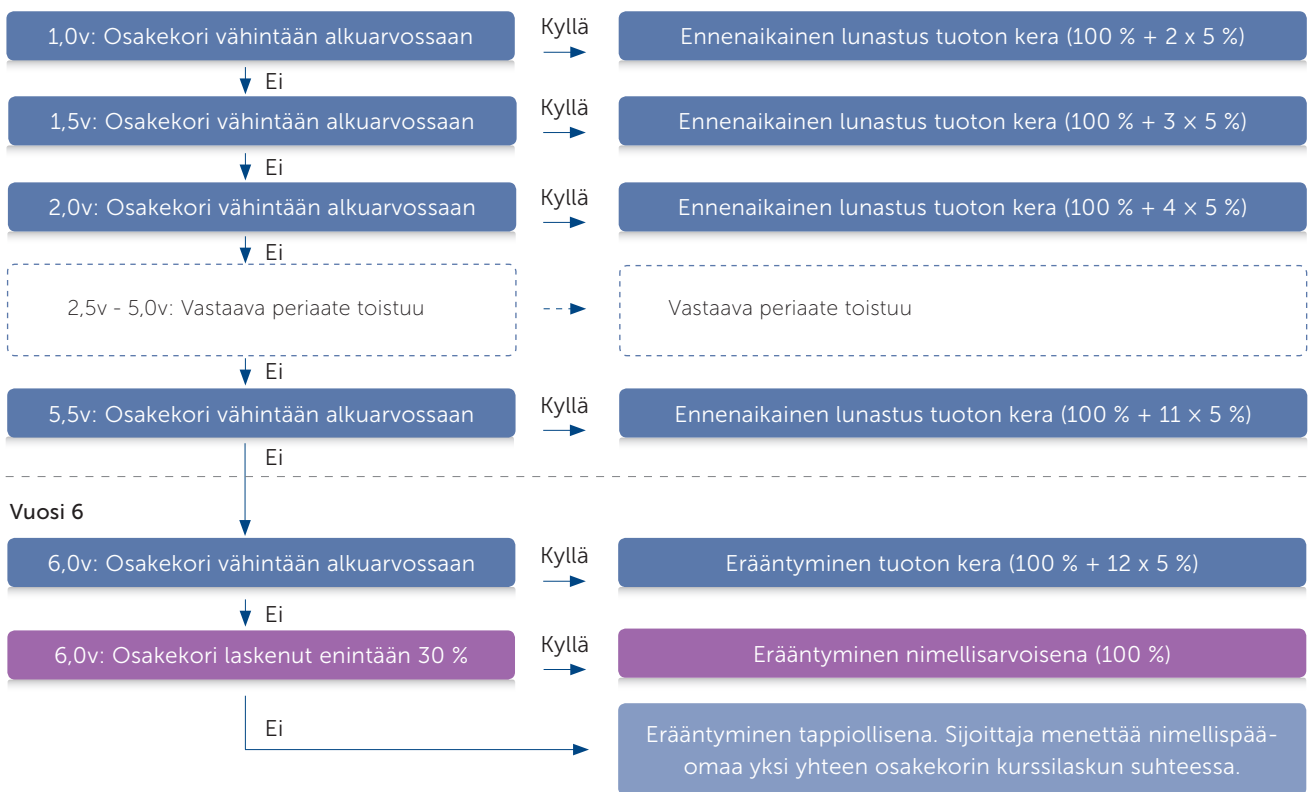 1,0v: Osakekori vähintään alkuarvossaan
Kyllä
Ennenaikainen lunastus tuoton kera (100 % + 2 x 5 %)
Ei
1,5v: Osakekori vähintään alkuarvossaan
Kyllä
Ennenaikainen lunastus tuoton kera (100 % + 3 × 5 %)
Ei
2,0v: Osakekori vähintään alkuarvossaan
Kyllä
Ennenaikainen lunastus tuoton kera (100 % + 4 × 5 %)
Ei
2,5v - 5,0v: Vastaava periaate toistuu
Vastaava periaate toistuu
Ei
5,5v: Osakekori vähintään alkuarvossaan
Kyllä
Ennenaikainen lunastus tuoton kera (100 % + 11 × 5 %)
Ei
Vuosi 6
6,0v: Osakekori vähintään alkuarvossaan
Kyllä
Erääntyminen tuoton kera (100 % + 12 x 5 %)
Ei
6,0v: Osakekori laskenut enintään 30 %
Kyllä
Erääntyminen nimellisarvoisena (100 %)
Ei
Erääntyminen tappiollisena. Sijoittaja menettää nimellispää-
omaa yksi yhteen osakekorin kurssilaskun suhteessa.